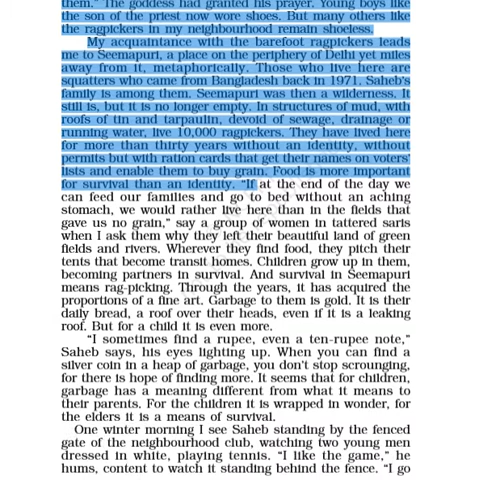 them." The goddess had granted his prayer. Young boys like
the son of the priest now wore shoes. But many others like
the ragpickers in my neighbourhood remain shoeless.
My acquaintance with the barefoot ragpickers leads
me to Seemapuri, a place on the periphery of Delhi yet miles
away from it, metaphorically. Those who live here are
squatters who came from Bangladesh back in 1971. Saheb's
family is among them. Seemapuri was then a wilderness. It
still is, but it is no longer empty. In structures of mud, with
roofs of tin and tarpaulin, devoid of sewage, drainage or
running water, live 10,000 ragpickers. They have lived here
for more than thirty years without an identity, without
permits but with ration cards that get their names on voters'
lists and enable them to buy grain. Food is more important
for survival than an identity. "If at the end of the day we
can feed our families and go to bed without an aching
stomach, we would rather live here than in the fields that
gave us no grain," say a group of women in tattered saris
when I ask them why they left their beautiful land of green
fields and rivers. Wherever they find food, they pitch their
tents that become transit homes. Children grow up in them,
becoming partners in survival. And survival in Seemapuri
means rag-picking. Through the years, it has acquired the
proportions of a fine art. Garbage to them is gold. It is their
daily bread, a roof over their heads, even if it is a leaking
roof. But for a child it is even more.
"I sometimes find a rupee, even a ten-rupee note,"
Saheb says, his eyes lighting up. When you can find a
silver coin in a heap of garbage, you don't stop scrounging,
for there is hope of finding more. It seems that for children,
garbage has a meaning different from what it means to
their parents. For the children it is wrapped in wonder, for
the elders it is a means of survival.
One winter morning I see Saheb standing by the fenced
gate of the neighbourhood club, watching two young men
dressed in white, playing tennis. "I like the game," he
hums, content to watch it standing behind the fence. "I go